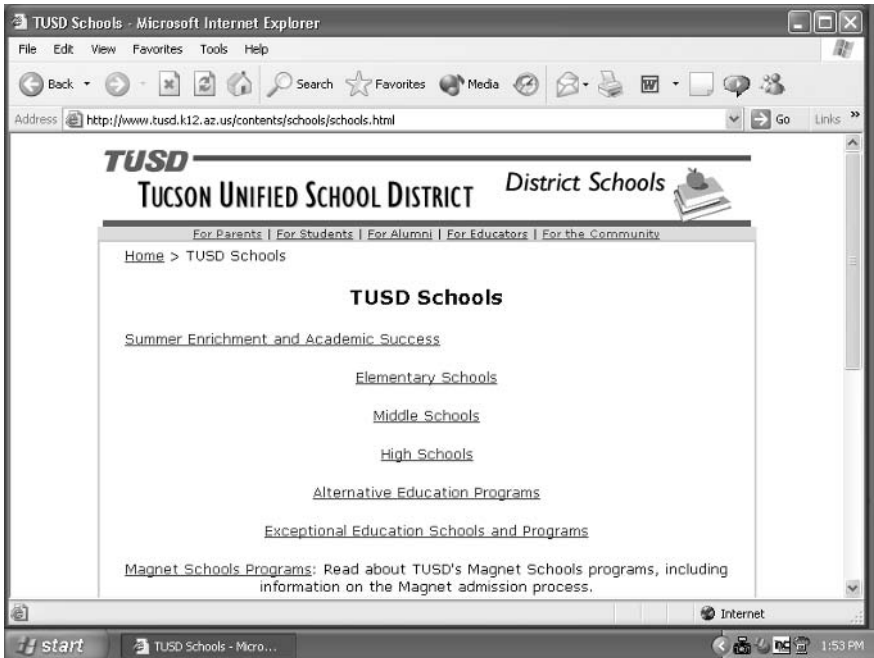 TUSD Schools - Microsoft Internet Explorer
File Edit View Favorites Tools Help
Back Search Favorites Media
Address http://www.tusd.k12.az.us/contents/schools/schools.html Go Links »
TUSD
TUCSON UNIFIED SCHOOL DISTRICT District Schools
For Parents | For Students | For Alumni | For Educators | For the Community
Home > TUSD Schools
TUSD Schools
Summer Enrichment and Academic Success
Elementary Schools
Middle Schools
High Schools
Alternative Education Programs
Exceptional Education Schools and Programs
Magnet Schools Programs: Read about TUSD's Magnet Schools programs, including
information on the Magnet admission process.
Internet
start TUSD Schools - Micro... 1:53 PM